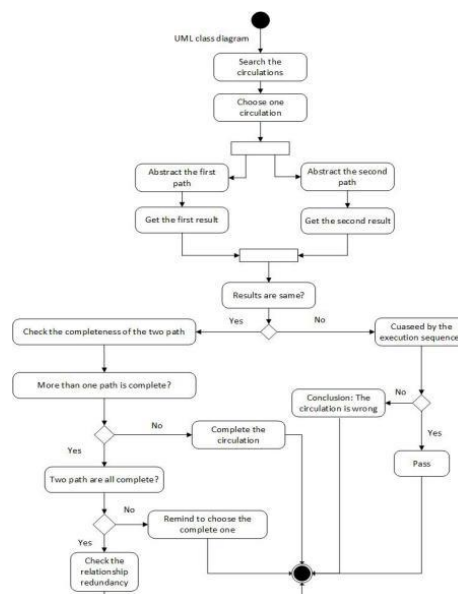 UML class diagram
Search the
circulations
Choose one
circulation
Abstract the first
path
Abstract the second
path
Get the first result
Get the second result
Results are same?
Yes
No
Check the completeness of the two path
Cuaseed by the
execution sequence
More than one path is complete?
No
Conclusion: The
circulation is wrong
No
Complete the
circulation
Yes
Yes
Pass
Two path are all complete?
No
Remind to choose the
complete one
Yes
Check the
relationship
redundancy